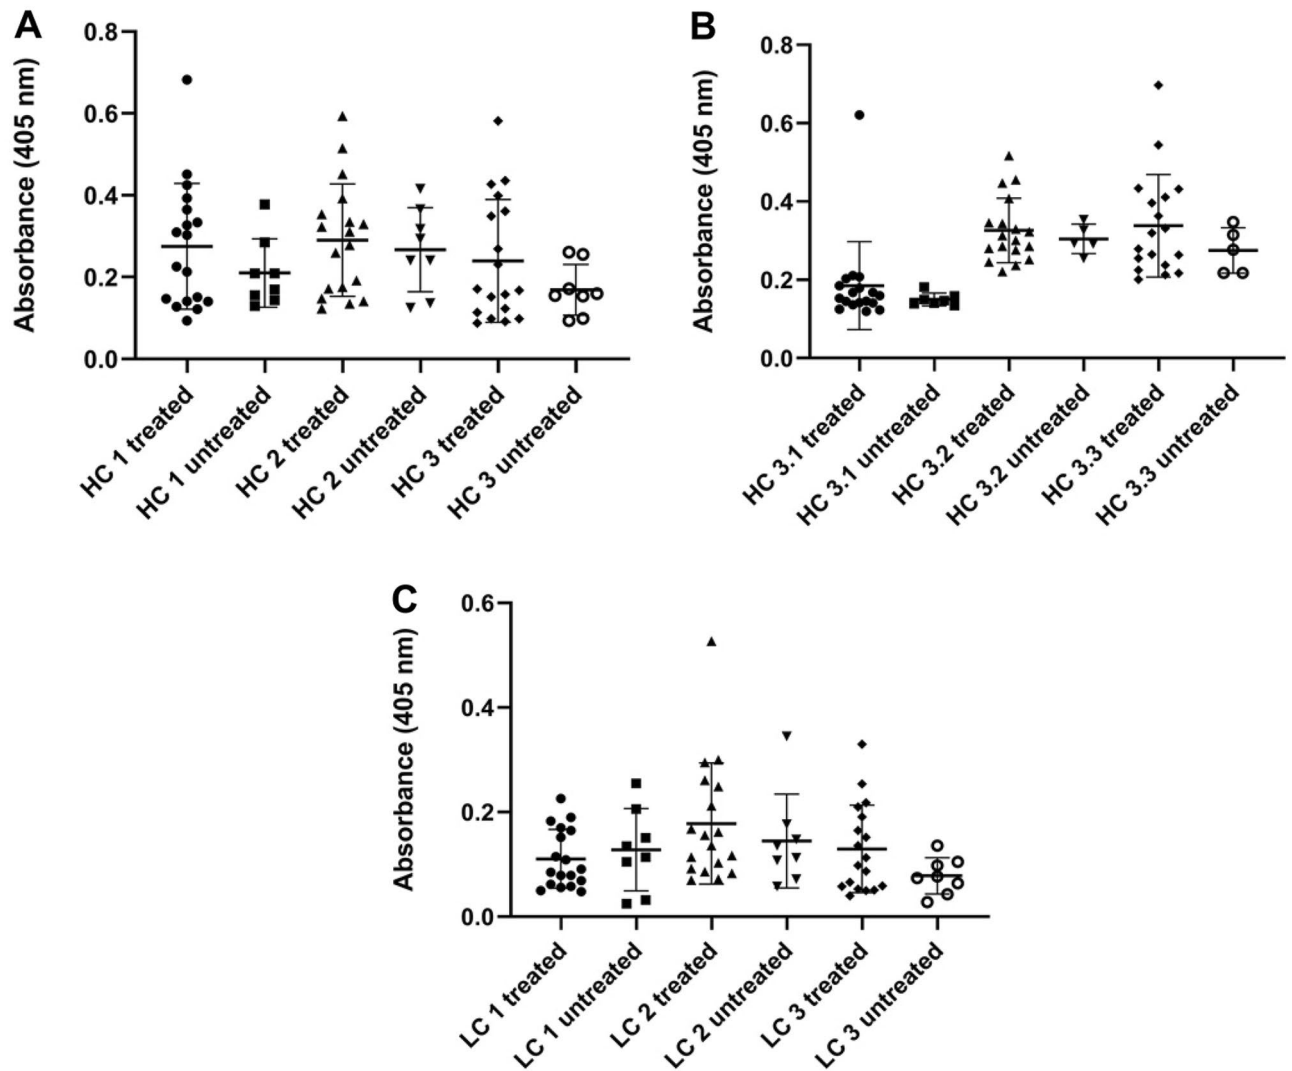 A
Absorbance (405 nm)
0.8
0.6
0.4
0.2
0.0
HC 1 treated
HC 1 untreated
HC 2 treated
HC 2 untreated
HC 3 treated
HC 3 untreated
B
Absorbance (405 nm)
0.8
0.6
0.4
0.2
0.0
HC 3.1 treated
HC 3.1 untreated
HC 3.2 treated
HC 3.2 untreated
HC 3.3 treated
HC 3.3 untreated
C
Absorbance (405 nm)
0.6
0.4
0.2
0.0
LC 1 treated
LC 1 untreated
LC 2 treated
LC 2 untreated
LC 3 treated
LC 3 untreated